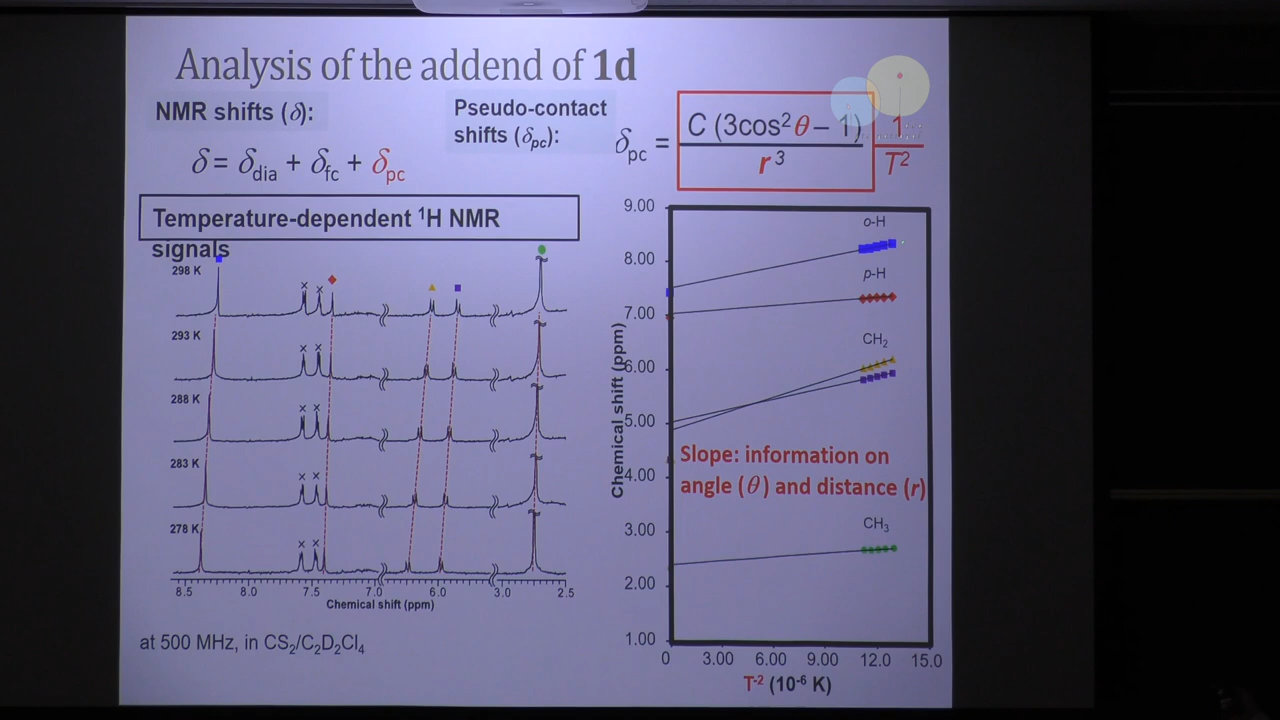 Analysis of the addend of 1d
NMR shifts (δ):
δ = δdia + δfc + δpc
Pseudo-contact
shifts (δpc):
δpc = C (3cos²θ – 1) / r³ 1 / T²
Temperature-dependent ¹H NMR
signals
298 K
293 K
288 K
283 K
278 K
× ×
× ×
× ×
× ×
× ×
8.5 8.0 7.5 7.0 6.0 3.0 2.5
Chemical shift (ppm)
at 500 MHz, in CS₂/C₂D₂Cl₄
Chemical shift (ppm)
9.00
8.00
7.00
6.00
5.00
4.00
3.00
2.00
1.00
o-H
p-H
CH₂
Slope: information on
angle (θ) and distance (r)
CH₃
0 3.00 6.00 9.00 12.0 15.0
T⁻² (10⁻⁶ K)